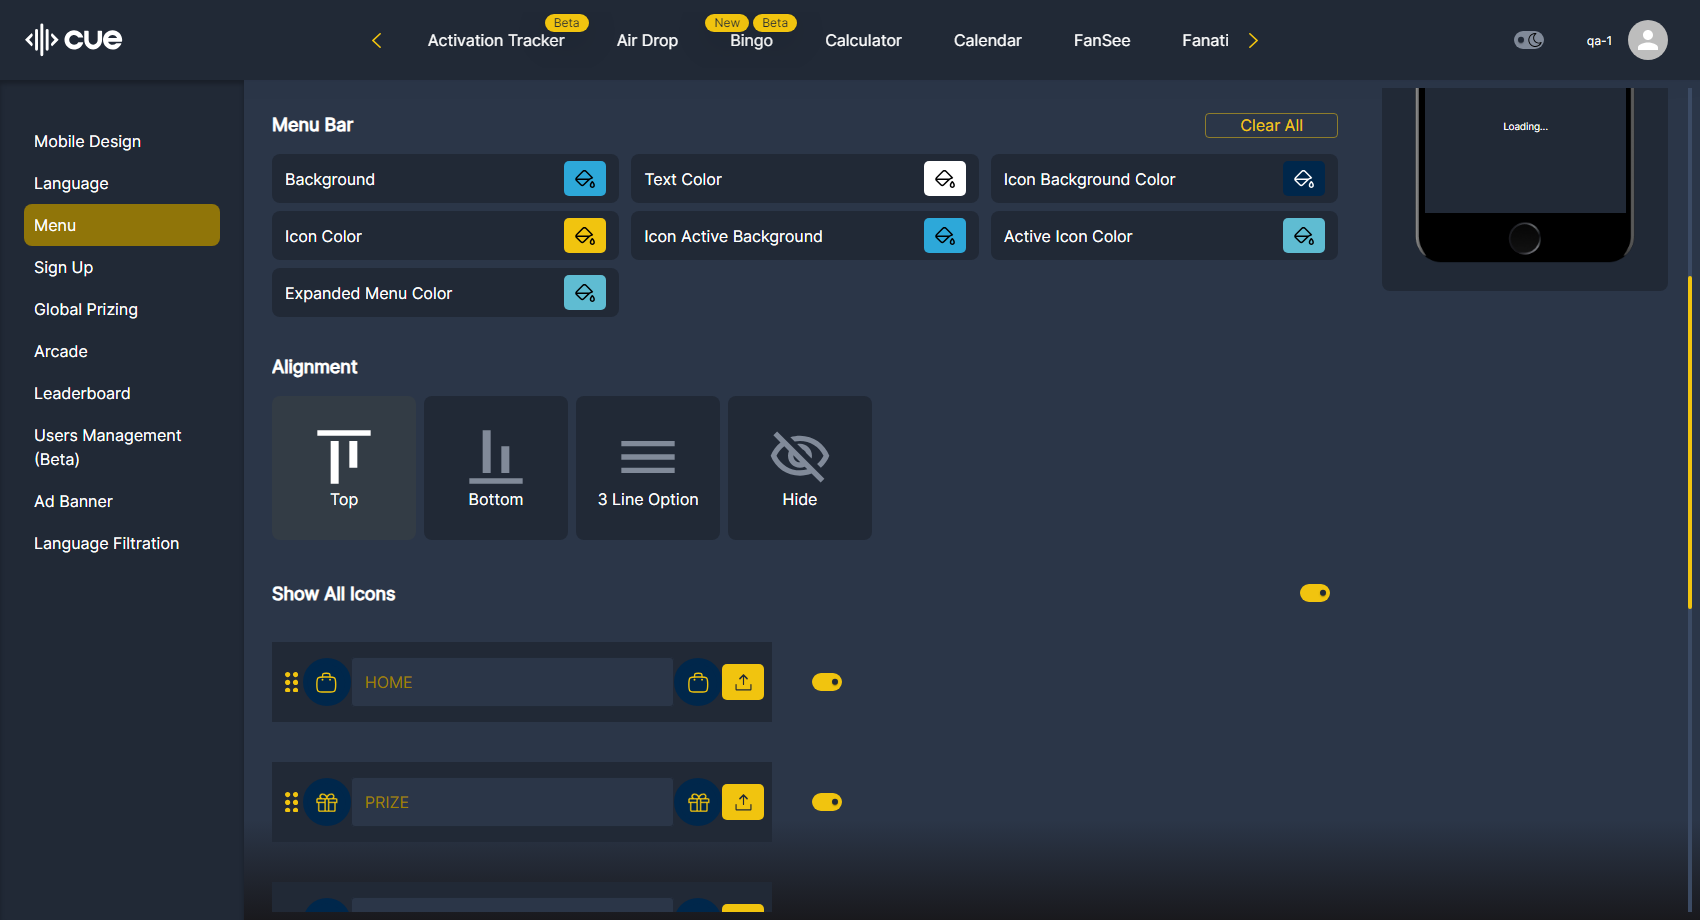 cue
Activation Tracker
Beta
Air Drop
New
Beta
Bingo
Calculator
Calendar
FanSee
Fanati
qa-1
Mobile Design
Language
Menu
Sign Up
Global Prizing
Arcade
Leaderboard
Users Management
(Beta)
Ad Banner
Language Filtration
Menu Bar
Clear All
Background
Text Color
Icon Background Color
Icon Color
Icon Active Background
Active Icon Color
Expanded Menu Color
Alignment
Top
Bottom
3 Line Option
Hide
Show All Icons
HOME
PRIZE
Loading...